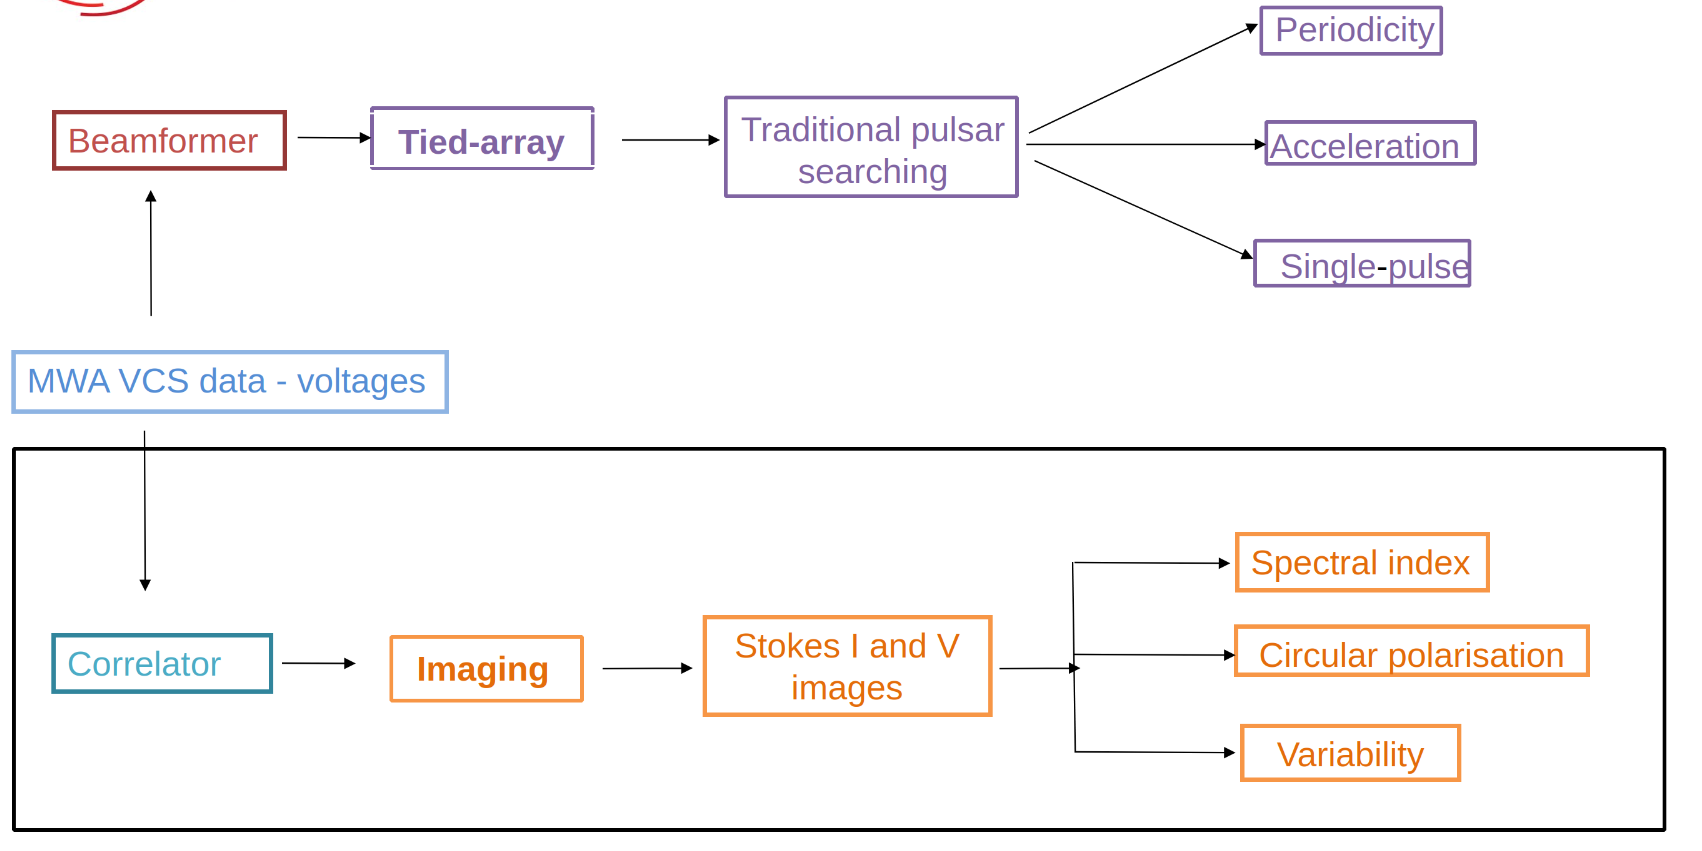 Periodicity
Beamformer
Tied-array
Traditional pulsar
searching
Acceleration
Single-pulse
MWA VCS data - voltages
Spectral index
Correlator
Imaging
Stokes I and V
images
Circular polarisation
Variability